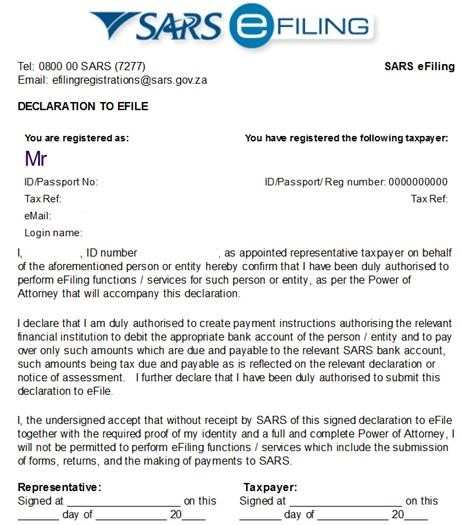 SARS eFILING
Tel: 0800 00 SARS (7277) SARS eFiling
Email: efilingregistrations@sars.gov.za
DECLARATION TO EFILE
You are registered as: You have registered the following taxpayer:
Mr
ID/Passport No: ID/Passport/ Reg number: 0000000000
Tax Ref: Tax Ref:
eMail:
Login name:
I, , ID number , as appointed representative taxpayer on behalf
of the aforementioned person or entity hereby confirm that I have been duly authorised to
perform eFiling functions / services for such person or entity, as per the Power of
Attorney that will accompany this declaration.
I declare that I am duly authorised to create payment instructions authorising the relevant
financial institution to debit the appropriate bank account of the person / entity and to pay
over only such amounts which are due and payable to the relevant SARS bank account,
such amounts being tax due and payable as is reflected on the relevant declaration or
notice of assessment. I further declare that I have been duly authorised to submit this
declaration to eFile.
I, the undersigned accept that without receipt by SARS of this signed declaration to eFile
together with the required proof of my identity and a full and complete Power of Attorney, I
will not be permitted to perform eFiling functions / services which include the submission
of forms, returns, and the making of payments to SARS.
Representative: Taxpayer:
Signed at ____________________ on this Signed at ____________________ on this
_______ day of ____________ 20____ _______ day of ____________ 20____